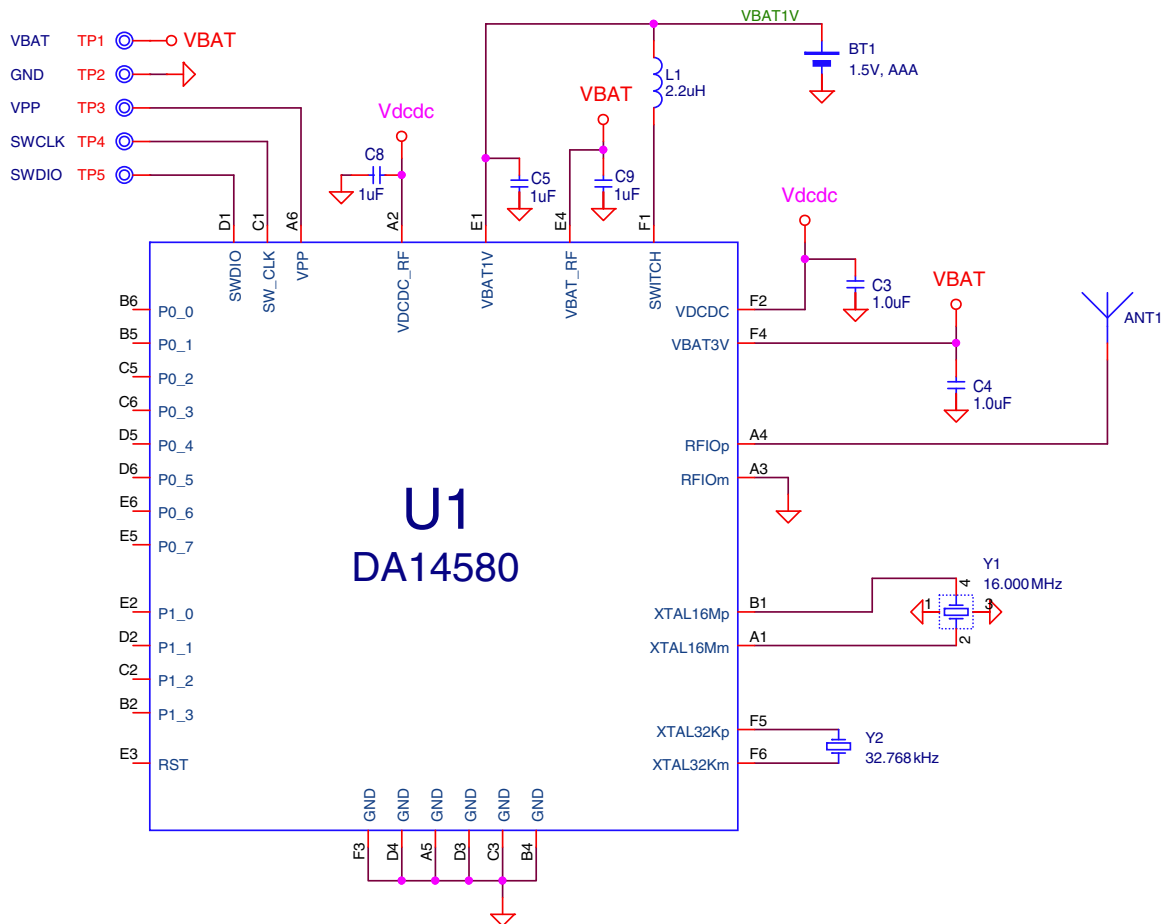 VBAT TP1 VBAT
GND TP2
VPP TP3
SWCLK TP4
SWDIO TP5
VBAT1V
BT1
1.5V, AAA
L1
2.2uH
VBAT
Vdcdc
C8
1uF
C5
1uF
C9
1uF
D1
C1
A6
A2
E1
E4
F1
SWDIO
SW_CLK
VPP
VDCDC_RF
VBAT1V
VBAT_RF
SWITCH
Vdcdc
C3
1.0uF
VBAT
C4
1.0uF
ANT1
B6 P0_0
B5 P0_1
C5 P0_2
C6 P0_3
D5 P0_4
D6 P0_5
E6 P0_6
E5 P0_7
E2 P1_0
D2 P1_1
C2 P1_2
B2 P1_3
E3 RST
U1
DA14580
VDCDC F2
VBAT3V F4
RFIOp A4
RFIOm A3
XTAL16Mp B1
XTAL16Mm A1
XTAL32Kp F5
XTAL32Km F6
Y1
16.000MHz
4
1
3
2
Y2
32.768kHz
GND
GND
GND
GND
GND
GND
F3
D4
A5
D3
C3
B4